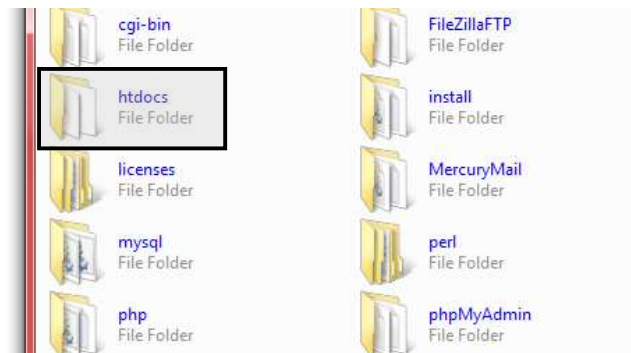 cgi-bin
File Folder
FileZillaFTP
File Folder
htdocs
File Folder
install
File Folder
licenses
File Folder
MercuryMail
File Folder
mysql
File Folder
perl
File Folder
php
File Folder
phpMyAdmin
File Folder